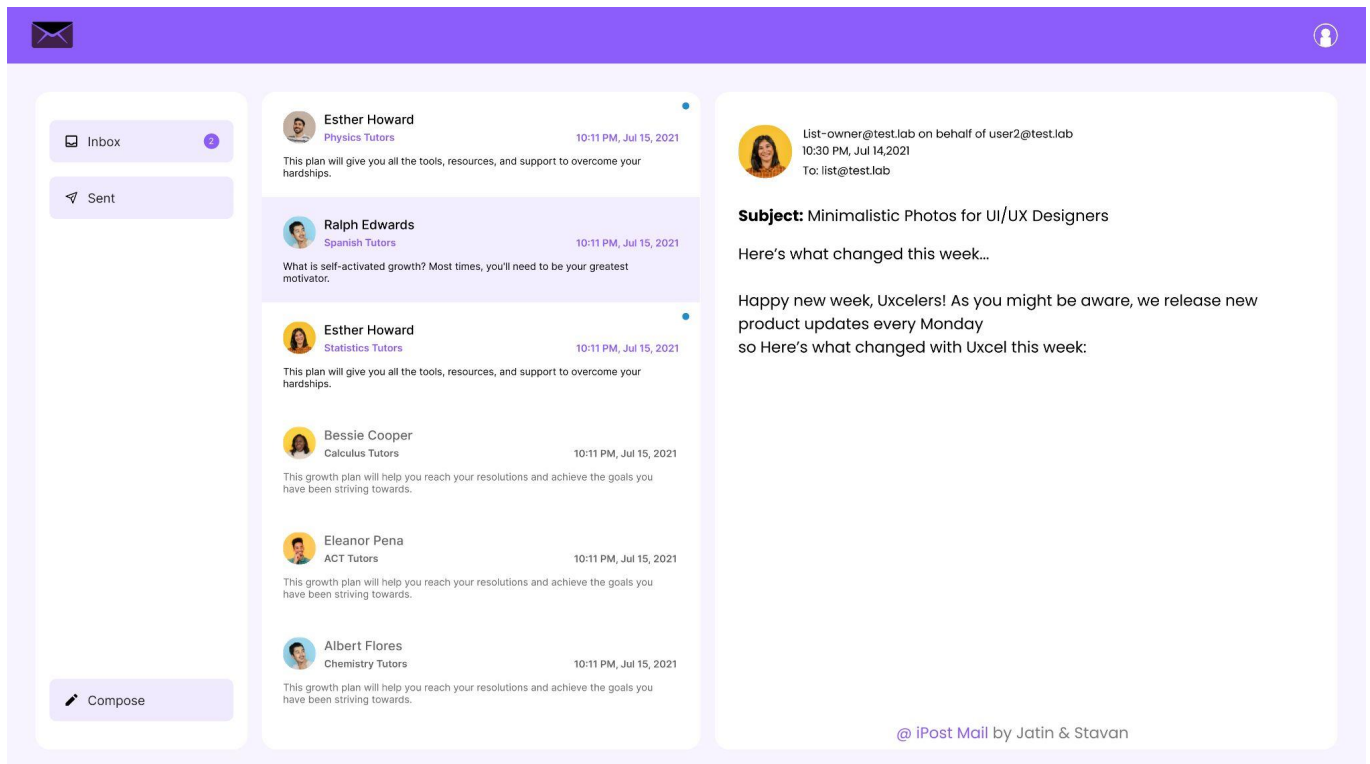 Inbox
2
Sent
Compose
Esther Howard
Physics Tutors
10:11 PM, Jul 15, 2021
This plan will give you all the tools, resources, and support to overcome your
hardships.
Ralph Edwards
Spanish Tutors
10:11 PM, Jul 15, 2021
What is self-activated growth? Most times, you'll need to be your greatest
motivator.
Esther Howard
Statistics Tutors
10:11 PM, Jul 15, 2021
This plan will give you all the tools, resources, and support to overcome your
hardships.
Bessie Cooper
Calculus Tutors
10:11 PM, Jul 15, 2021
This growth plan will help you reach your resolutions and achieve the goals you
have been striving towards.
Eleanor Pena
ACT Tutors
10:11 PM, Jul 15, 2021
This growth plan will help you reach your resolutions and achieve the goals you
have been striving towards.
Albert Flores
Chemistry Tutors
10:11 PM, Jul 15, 2021
This growth plan will help you reach your resolutions and achieve the goals you
have been striving towards.
List-owner@test.lab on behalf of user2@test.lab
10:30 PM, Jul 14,2021
To: list@test.lab
Subject: Minimalistic Photos for UI/UX Designers
Here’s what changed this week…
Happy new week, Uxcelers! As you might be aware, we release new
product updates every Monday
so Here’s what changed with Uxcel this week:
@ iPost Mail by Jatin & Stavan